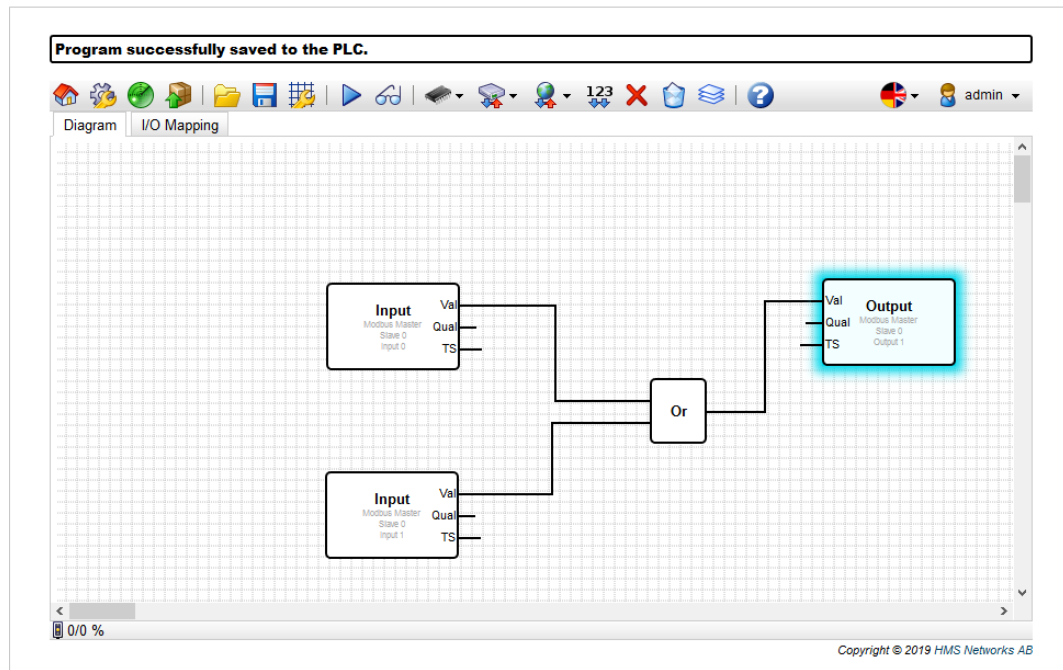 Program successfully saved to the PLC.
123
admin
Diagram
I/O Mapping
Input
Modbus Master
Slave 0
Input 0
Val
Qual
TS
Val
Qual
TS
Output
Modbus Master
Slave 0
Output 1
Or
Input
Modbus Master
Slave 0
Input 1
Val
Qual
TS
0/0 %
Copyright © 2019 HMS Networks AB